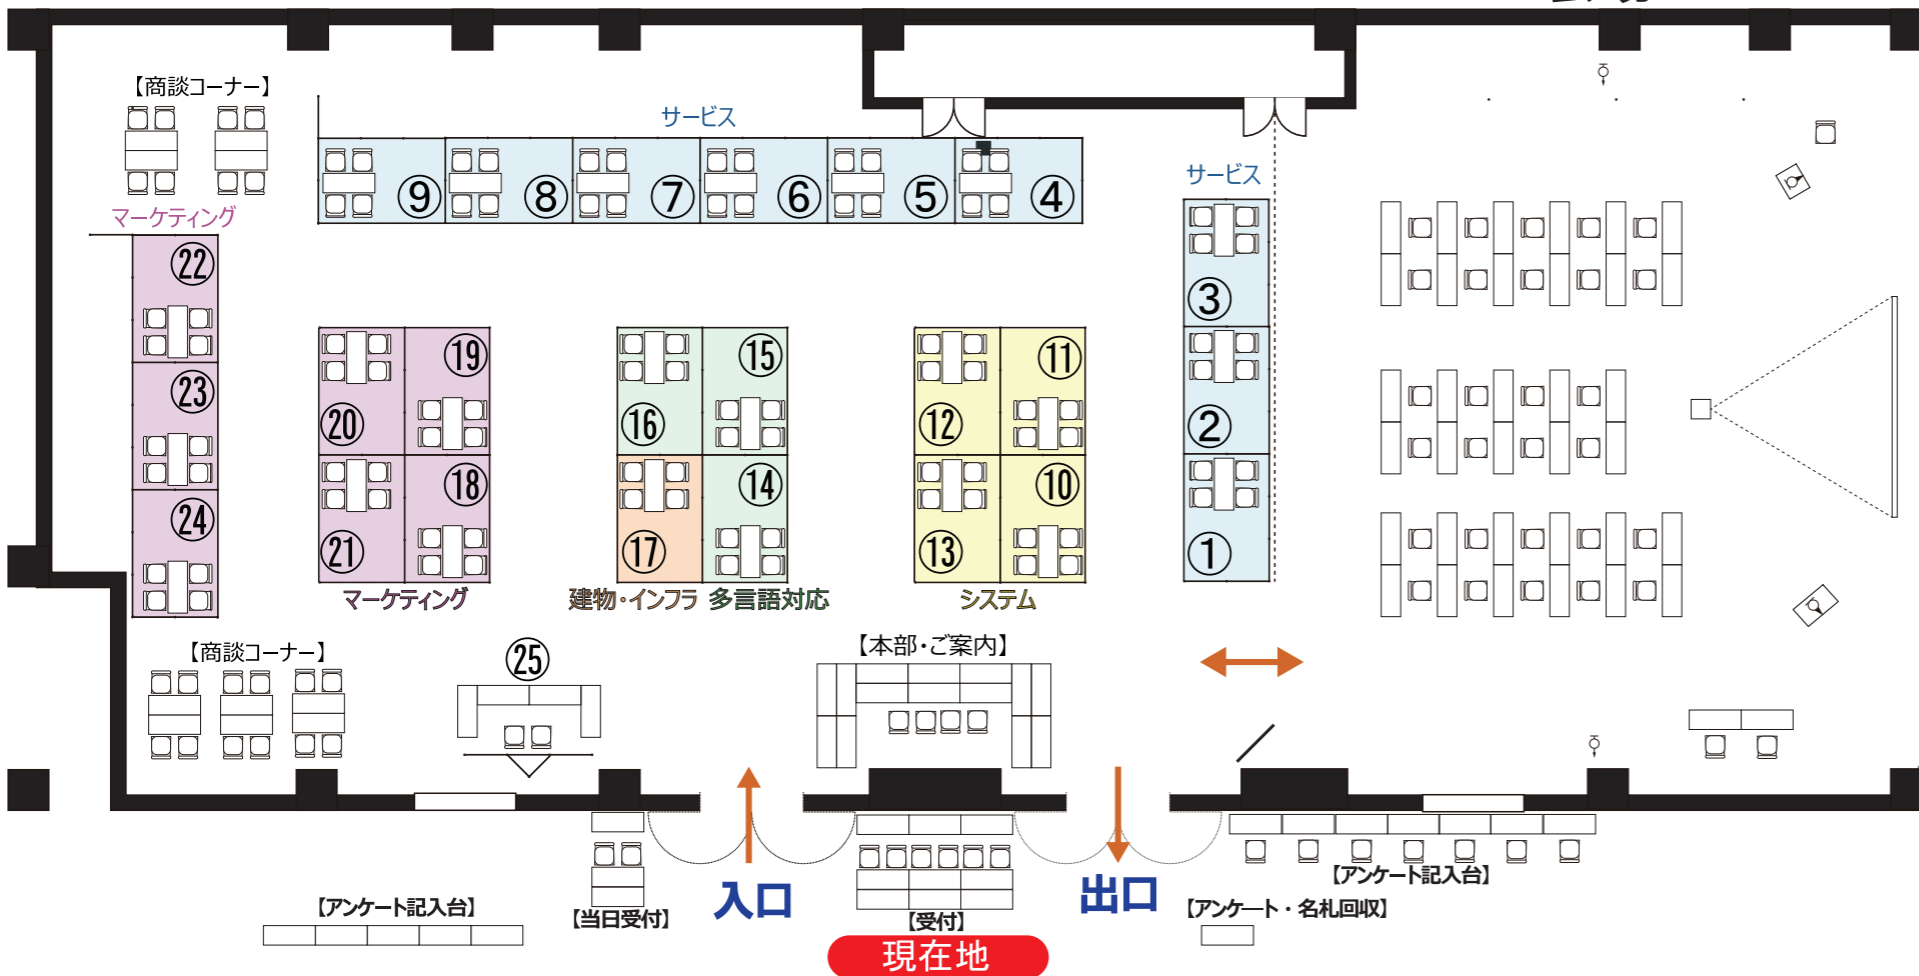 【商談コーナー】
サービス
サービス
マーケティング
⑨
⑧
⑦
⑥
⑤
④
㉒
③
⑲
⑮
⑪
㉓
⑳
⑯
⑫
②
㉔
⑱
⑭
⑩
㉑
⑰
⑬
①
マーケティング
建物・インフラ
多言語対応
システム
【商談コーナー】
㉕
【本部・ご案内】
入口
出口
【アンケート記入台】
【アンケート記入台】
【当日受付】
【受付】
【アンケート・名札回収】
現在地